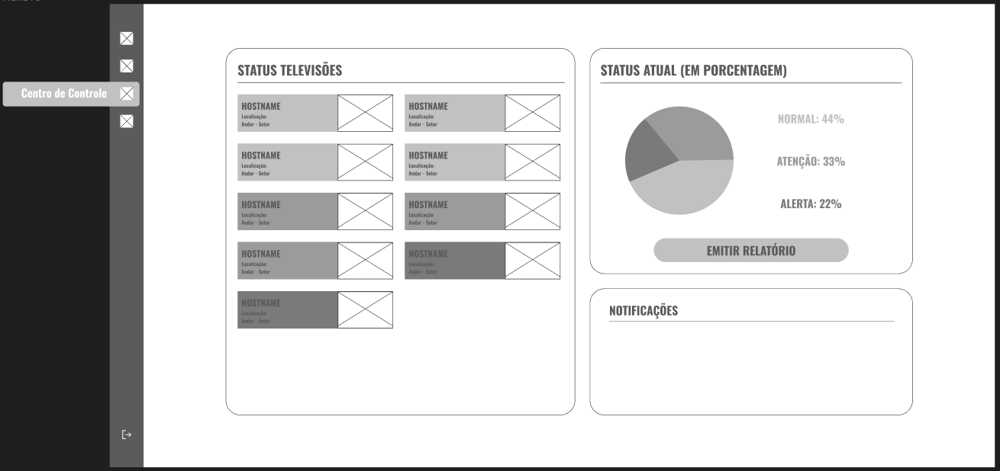 Centro de Controle
STATUS TELEVISÕES
HOSTNAME
Localização:
Andar - Setor
HOSTNAME
Localização:
Andar - Setor
HOSTNAME
Localização:
Andar - Setor
HOSTNAME
Localização:
Andar - Setor
HOSTNAME
Localização:
Andar - Setor
HOSTNAME
Localização:
Andar - Setor
HOSTNAME
Localização:
Andar - Setor
HOSTNAME
Localização:
Andar - Setor
HOSTNAME
Localização:
Andar - Setor
STATUS ATUAL (EM PORCENTAGEM)
NORMAL: 44%
ATENÇÃO: 33%
ALERTA: 22%
EMITIR RELATÓRIO
NOTIFICAÇÕES